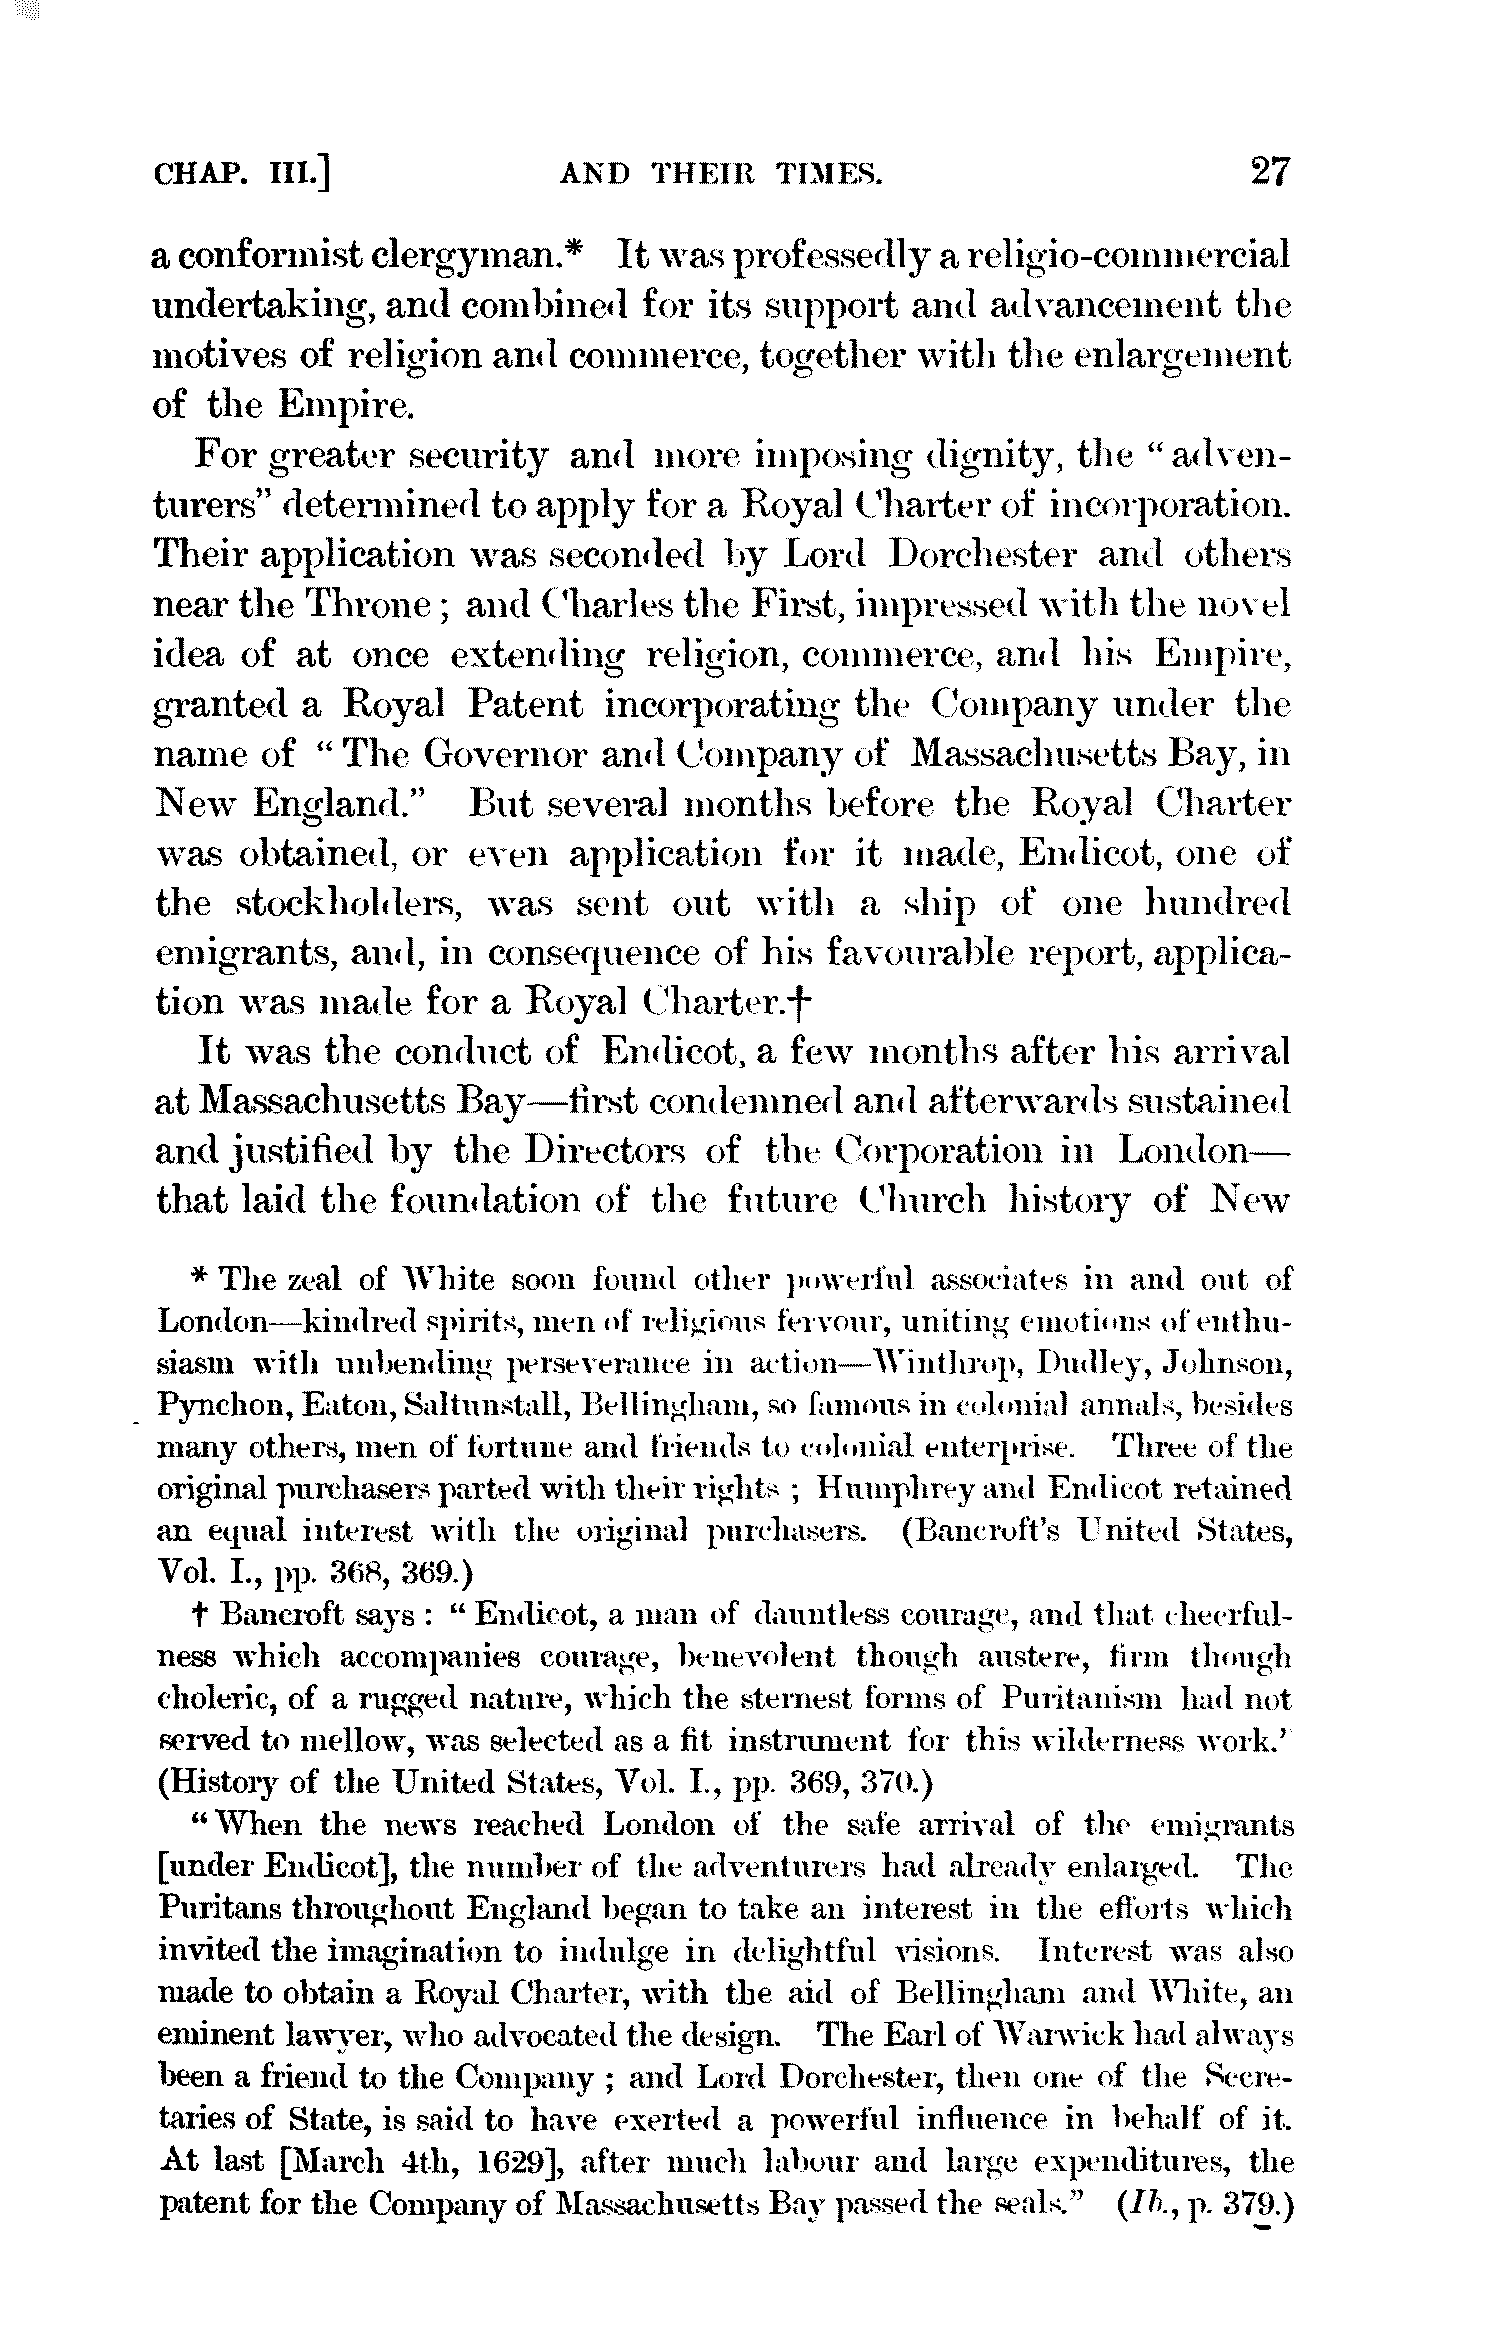 CHAP. III.] AND THEIR TIMES. 27
a conformist clergyman.* It was professedly a religio-commercial
undertaking, and combined for its support and advancement the
motives of religion and commerce, together with the enlargement
of the Empire.
For greater security and more imposing dignity, the "adven-
turers" determined to apply for a Royal Charter of incorporation.
Their application was seconded by Lord Dorchester and others
near the Throne; and Charles the First, impressed with the novel
idea of at once extending religion, commerce, and his Empire,
granted a Royal Patent incorporating the Company under the
name of "The Governor and Company of Massachusetts Bay, in
New England." But several months before the Royal Charter
was obtained, or even application for it made, Endicot, one of
the stockholders, was sent out with a ship of one hundred
emigrants, and, in consequence of his favourable report, applica-
tion was made for a Royal Charter.†
It was the conduct of Endicot, a few months after his arrival
at Massachusetts Bay—first condemned and afterwards sustained
and justified by the Directors of the Corporation in London—
that laid the foundation of the future Church history of New
* The zeal of White soon found other powerful associates in and out of
London—kindred spirits, men of religious fervour, uniting emotions of enthu-
siasm with unbending perseverance in action—Winthrop, Dudley, Johnson,
Pynchon, Eaton, Saltunstall, Bellingham, so famous in colonial annals, besides
many others, men of fortune and friends to colonial enterprise. Three of the
original purchasers parted with their rights; Humphrey and Endicot retained
an equal interest with the original purchasers. (Bancroft's United States,
Vol. I., pp. 368, 369.)
† Bancroft says: "Endicot, a man of dauntless courage, and that cheerful-
ness which accompanies courage, benevolent though austere, firm though
choleric, of a rugged nature, which the sternest forms of Puritanism had not
served to mellow, was selected as a fit instrument for this wilderness work.'
(History of the United States, Vol. I., pp. 369, 370.)
"When the news reached London of the safe arrival of the emigrants
[under Endicot], the number of the adventurers had already enlarged. The
Puritans throughout England began to take an interest in the efforts which
invited the imagination to indulge in delightful visions. Interest was also
made to obtain a Royal Charter, with the aid of Bellingham and White, an
eminent lawyer, who advocated the design. The Earl of Warwick had always
been a friend to the Company; and Lord Dorchester, then one of the Secre-
taries of State, is said to have exerted a powerful influence in behalf of it.
At last [March 4th, 1629], after much labour and large expenditures, the
patent for the Company of Massachusetts Bay passed the seals." (Ib., p. 379.)